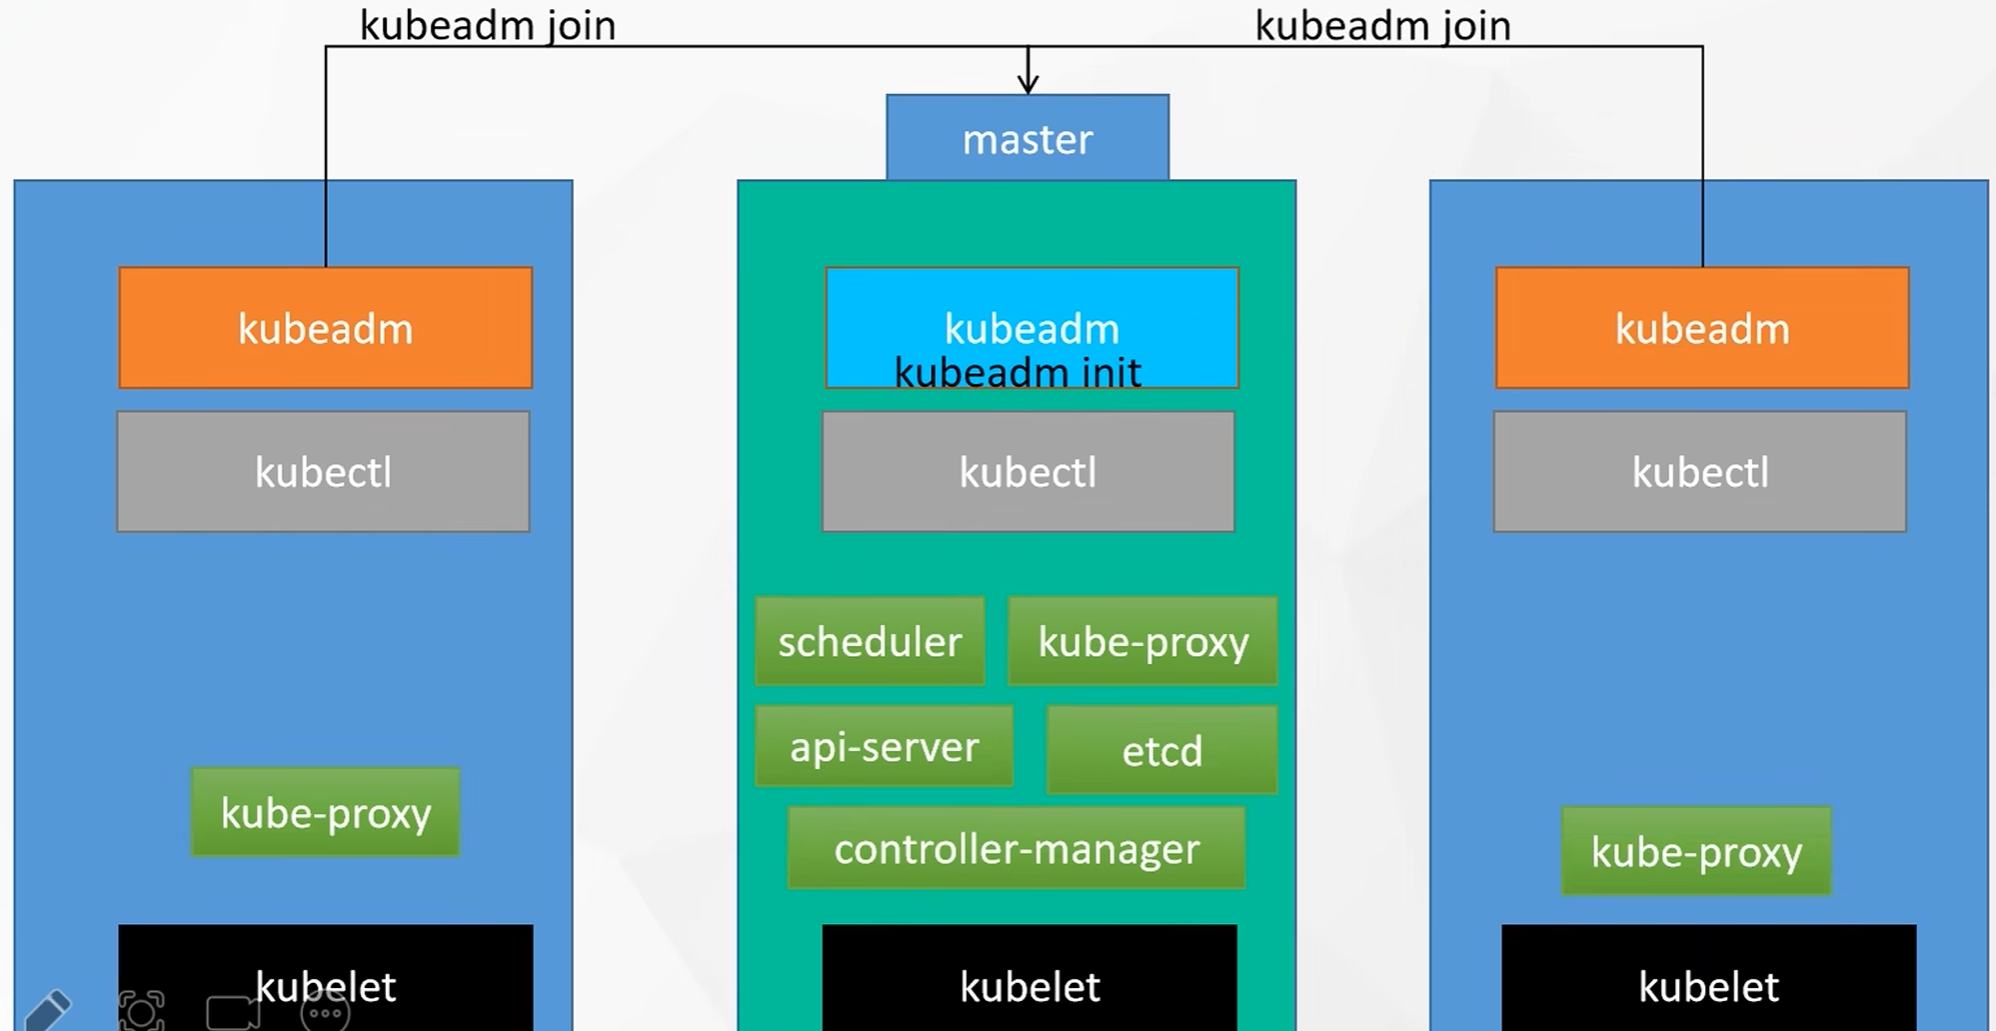 kubeadm join
kubeadm join
master
kubeadm
kubectl
kube-proxy
kubelet
kubeadm
kubeadm init
kubectl
scheduler
kube-proxy
api-server
etcd
controller-manager
kubelet
kubeadm
kubectl
kube-proxy
kubelet